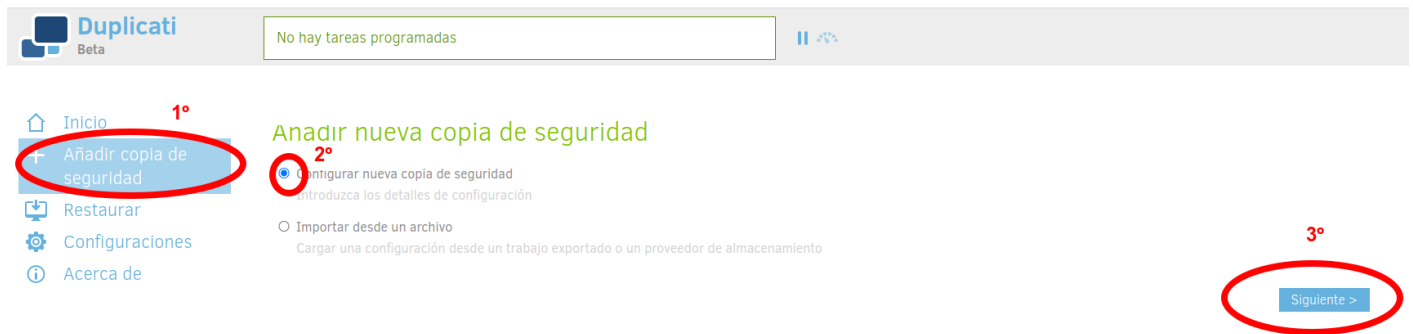 Duplicati
Beta
No hay tareas programadas
1º
Inicio
Añadir copia de
seguridad
Restaurar
Configuraciones
Acerca de
Añadir nueva copia de seguridad
2º
Configurar nueva copia de seguridad
Introduzca los detalles de configuración
Importar desde un archivo
Cargar una configuración desde un trabajo exportado o un proveedor de almacenamiento
3º
Siguiente >